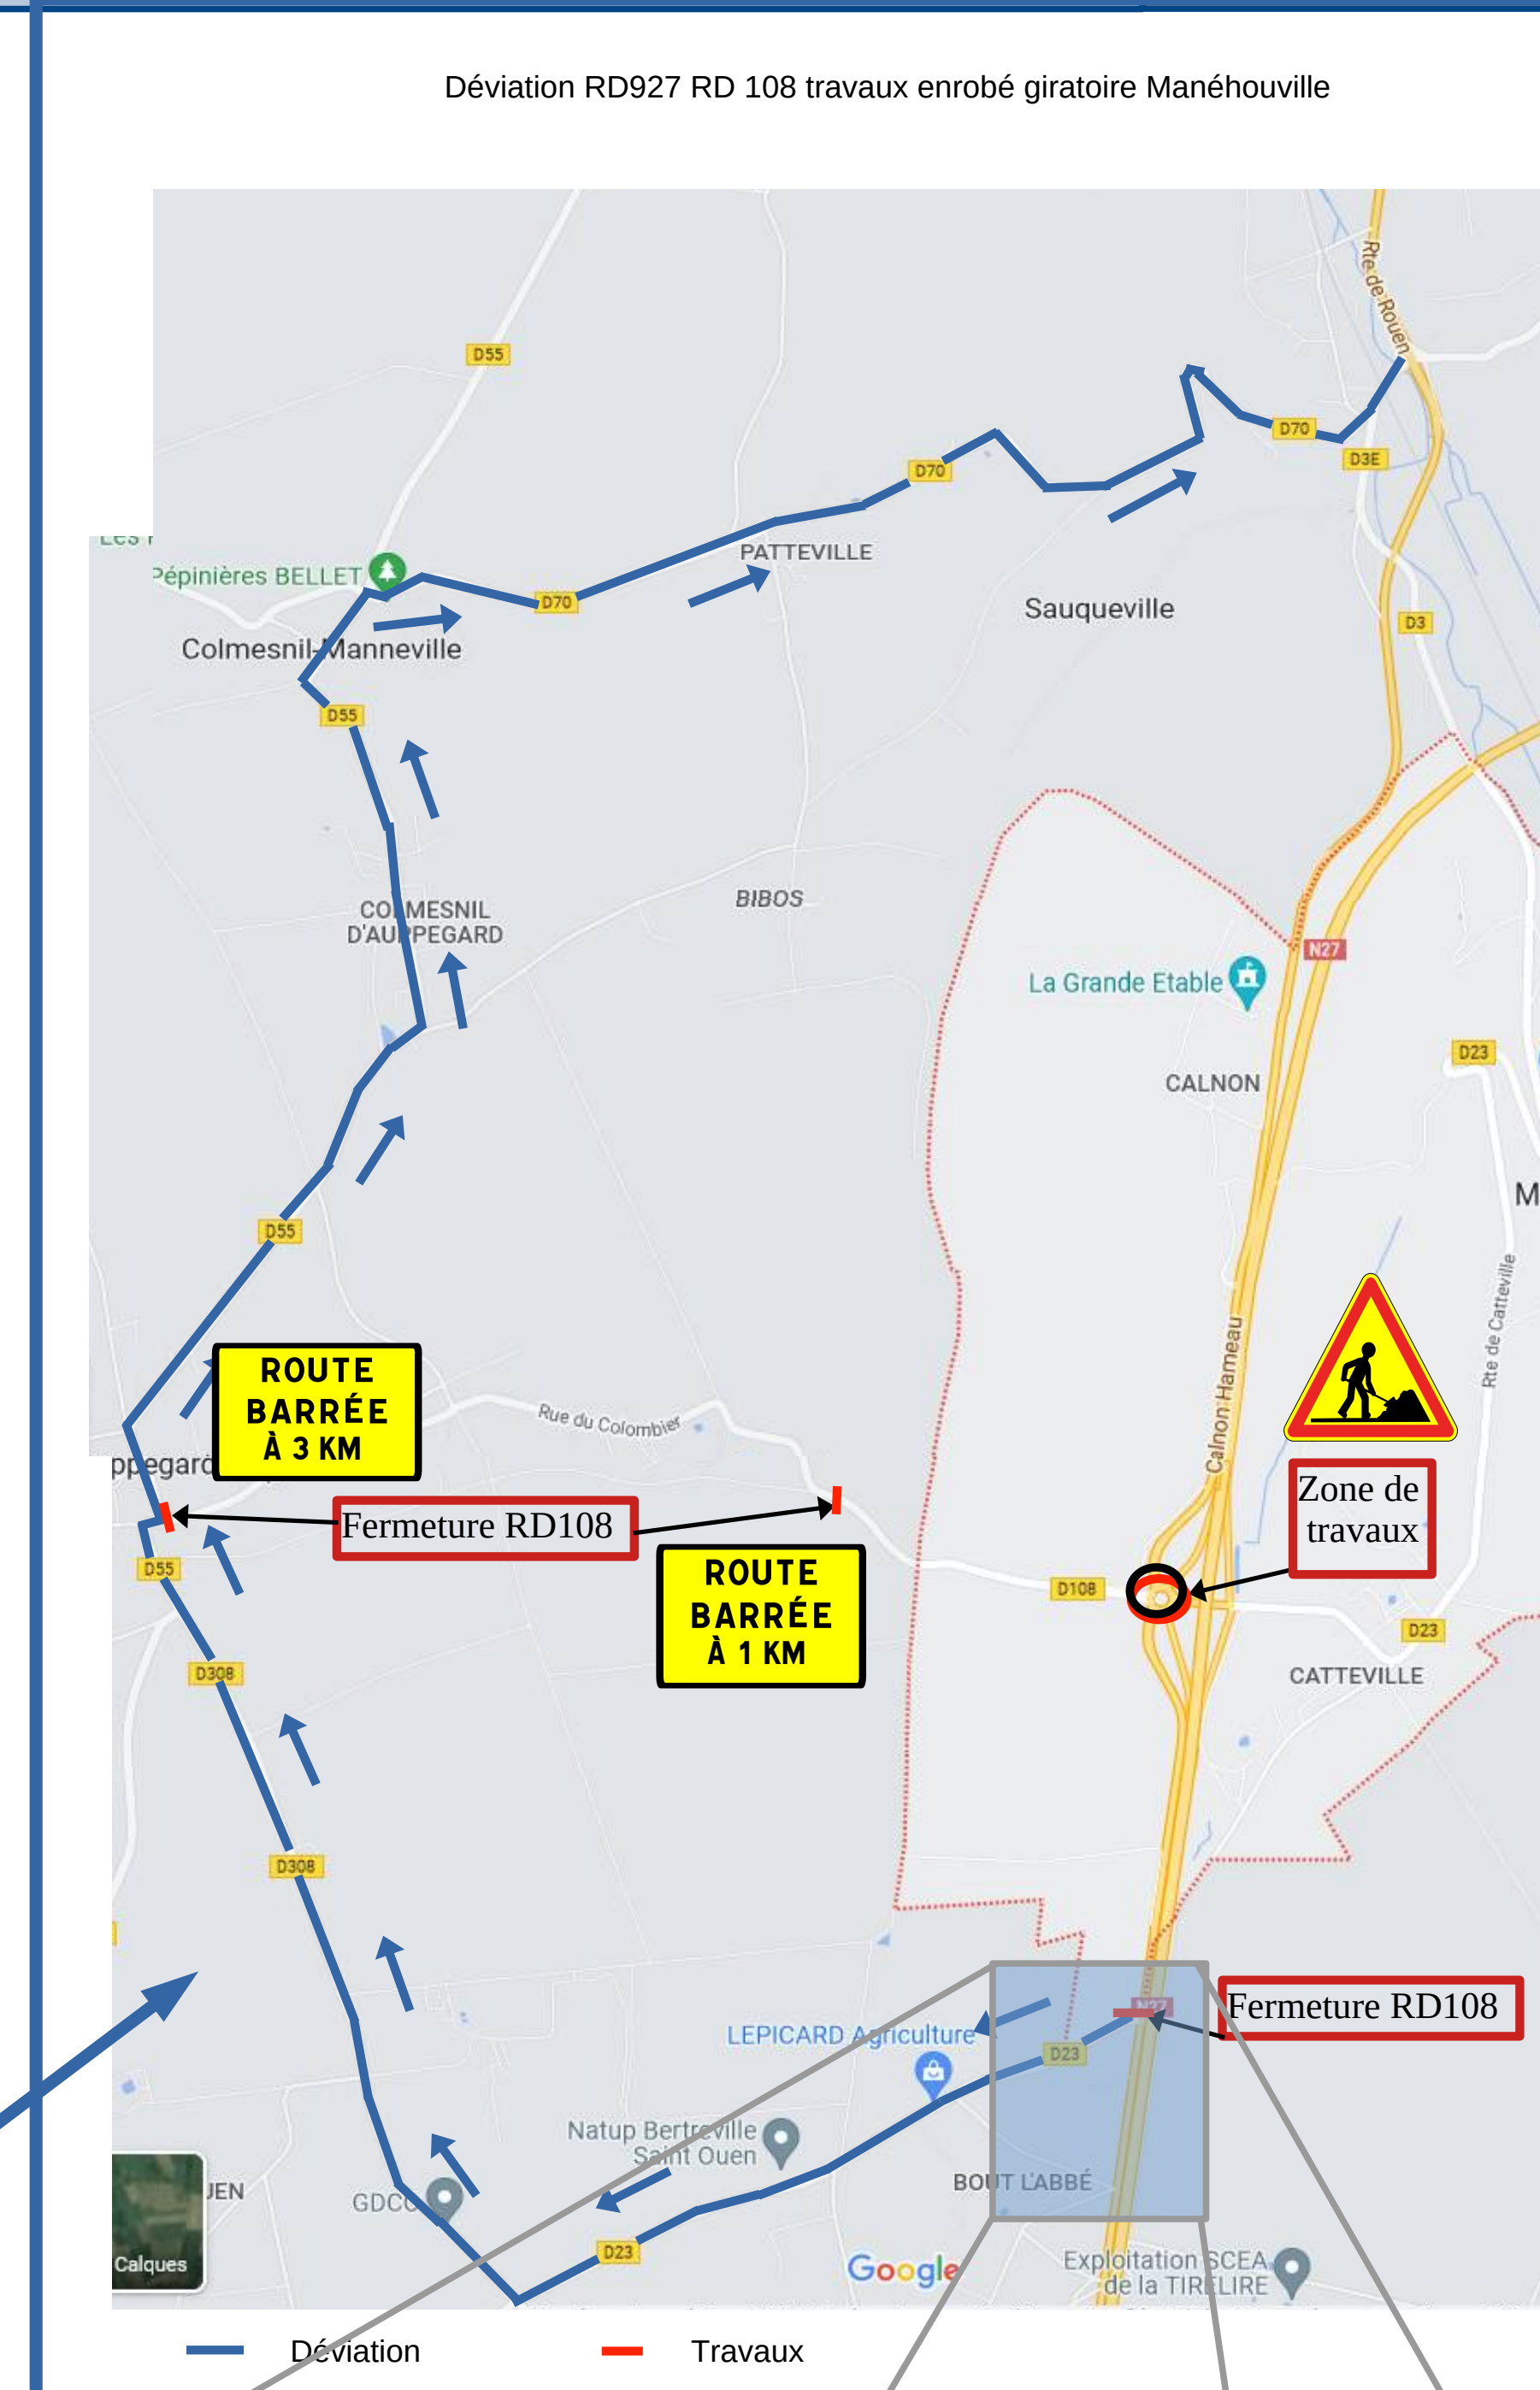 Déviation RD927 RD 108 travaux enrobé giratoire Manéhouville
Rte de Rouen
D55
D70
D3E
D70
PATTEVILLE
Pépinières BELLET
D70
Sauqueville
D3
Colmesnil-Manneville
D55
BIBOS
COLMESNIL
D'AUPPEGARD
N27
La Grande Etable
D23
CALNON
M
D55
Rte de Catteville
Calnon Hameau
ROUTE
BARRÉE
À 3 KM
Rue du Colombier
ppegard
Zone de
travaux
Fermeture RD108
ROUTE
BARRÉE
À 1 KM
D55
D108
D23
D308
CATTEVILLE
D308
N27
Fermeture RD108
LEPICARD Agriculture
D23
Natup Bertreville
Saint Ouen
BOUT L'ABBÉ
UEN
GDCC
D23
Calques
Google
Exploitation SCEA
de la TIRELIRE
Déviation
Travaux